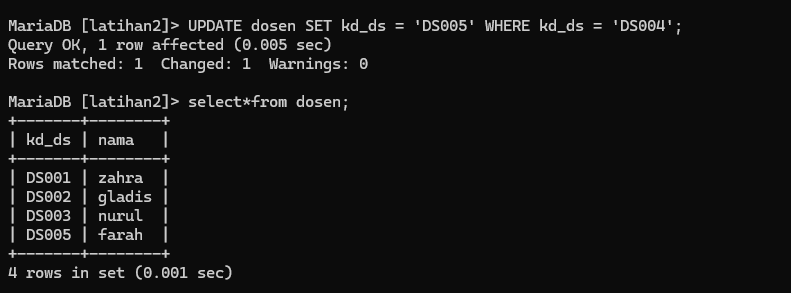 MariaDB [latihan2]> UPDATE dosen SET kd_ds = 'DS005' WHERE kd_ds = 'DS004';
Query OK, 1 row affected (0.005 sec)
Rows matched: 1  Changed: 1  Warnings: 0
MariaDB [latihan2]> select*from dosen;
+-------+--------+
| kd_ds | nama   |
+-------+--------+
| DS001 | zahra  |
| DS002 | gladis |
| DS003 | nurul  |
| DS005 | farah  |
+-------+--------+
4 rows in set (0.001 sec)